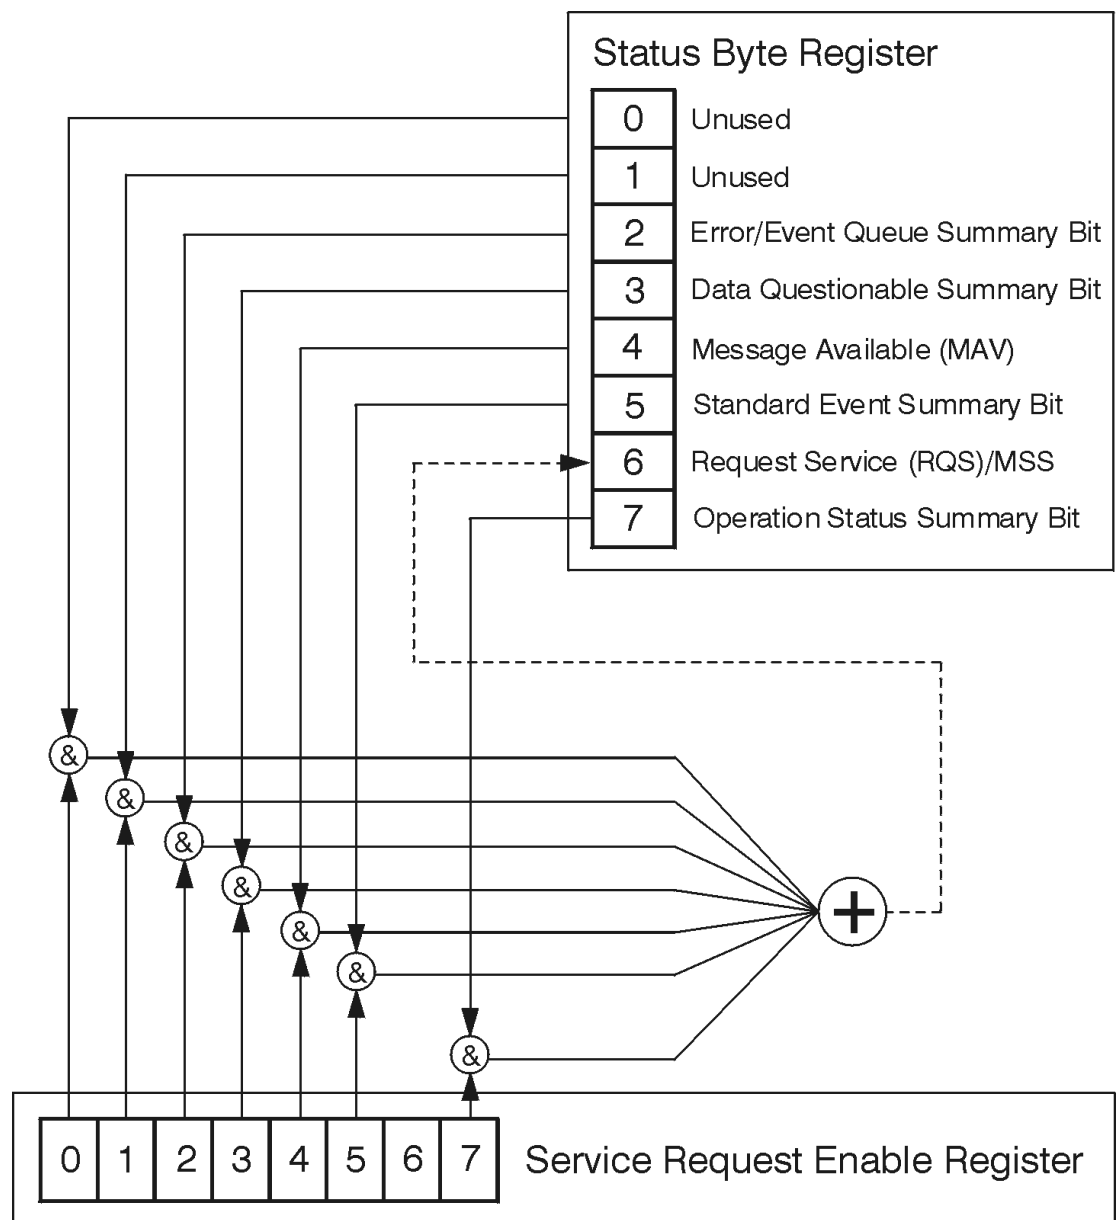 Status Byte Register
0 Unused
1 Unused
2 Error/Event Queue Summary Bit
3 Data Questionable Summary Bit
4 Message Available (MAV)
5 Standard Event Summary Bit
6 Request Service (RQS)/MSS
7 Operation Status Summary Bit
&
&
&
&
&
&
&
+
0 1 2 3 4 5 6 7 Service Request Enable Register